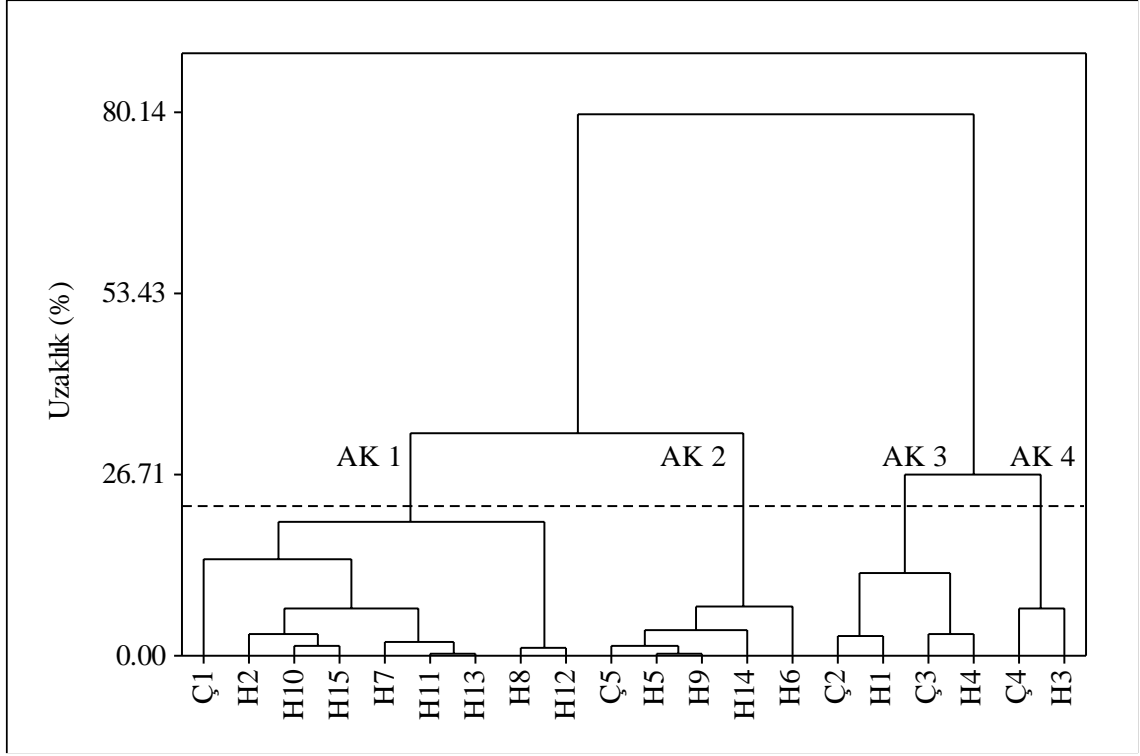 80.14
53.43
26.71
0.00
Uzaklık (%)
AK 1
AK 2
AK 3
AK 4
Ç1
H2
H10
H15
H7
H11
H13
H8
H12
Ç5
H5
H9
H14
H6
Ç2
H1
Ç3
H4
Ç4
H3